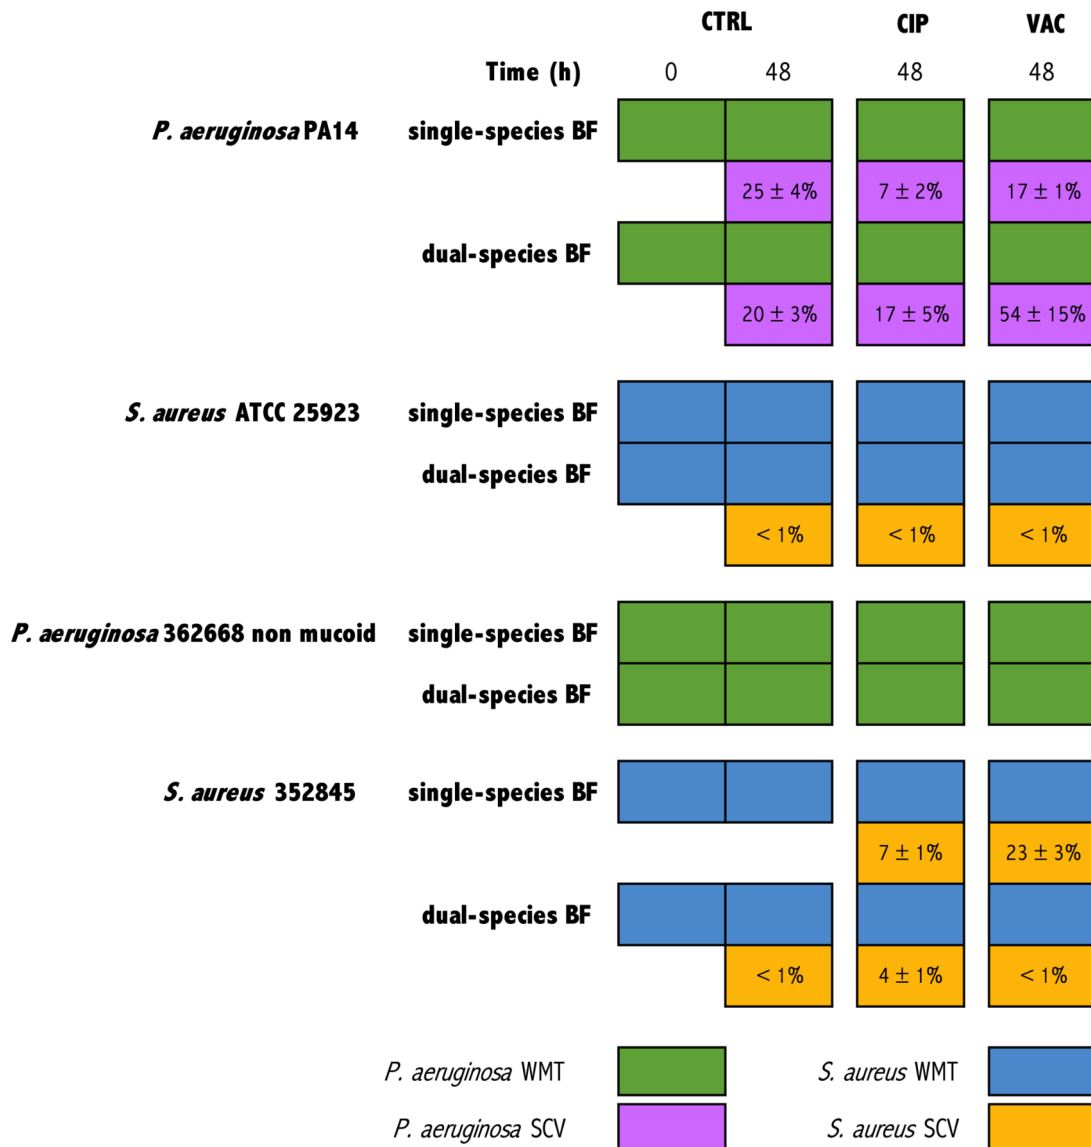 CTRL CIP VAC
Time (h) 0 48 48 48
P. aeruginosa PA14 single-species BF
25 ± 4% 7 ± 2% 17 ± 1%
dual-species BF
20 ± 3% 17 ± 5% 54 ± 15%
S. aureus ATCC 25923 single-species BF
dual-species BF
< 1% < 1% < 1%
P. aeruginosa 362668 non mucoid single-species BF
dual-species BF
S. aureus 352845 single-species BF
7 ± 1% 23 ± 3%
dual-species BF
< 1% 4 ± 1% < 1%
P. aeruginosa WMT S. aureus WMT
P. aeruginosa SCV S. aureus SCV